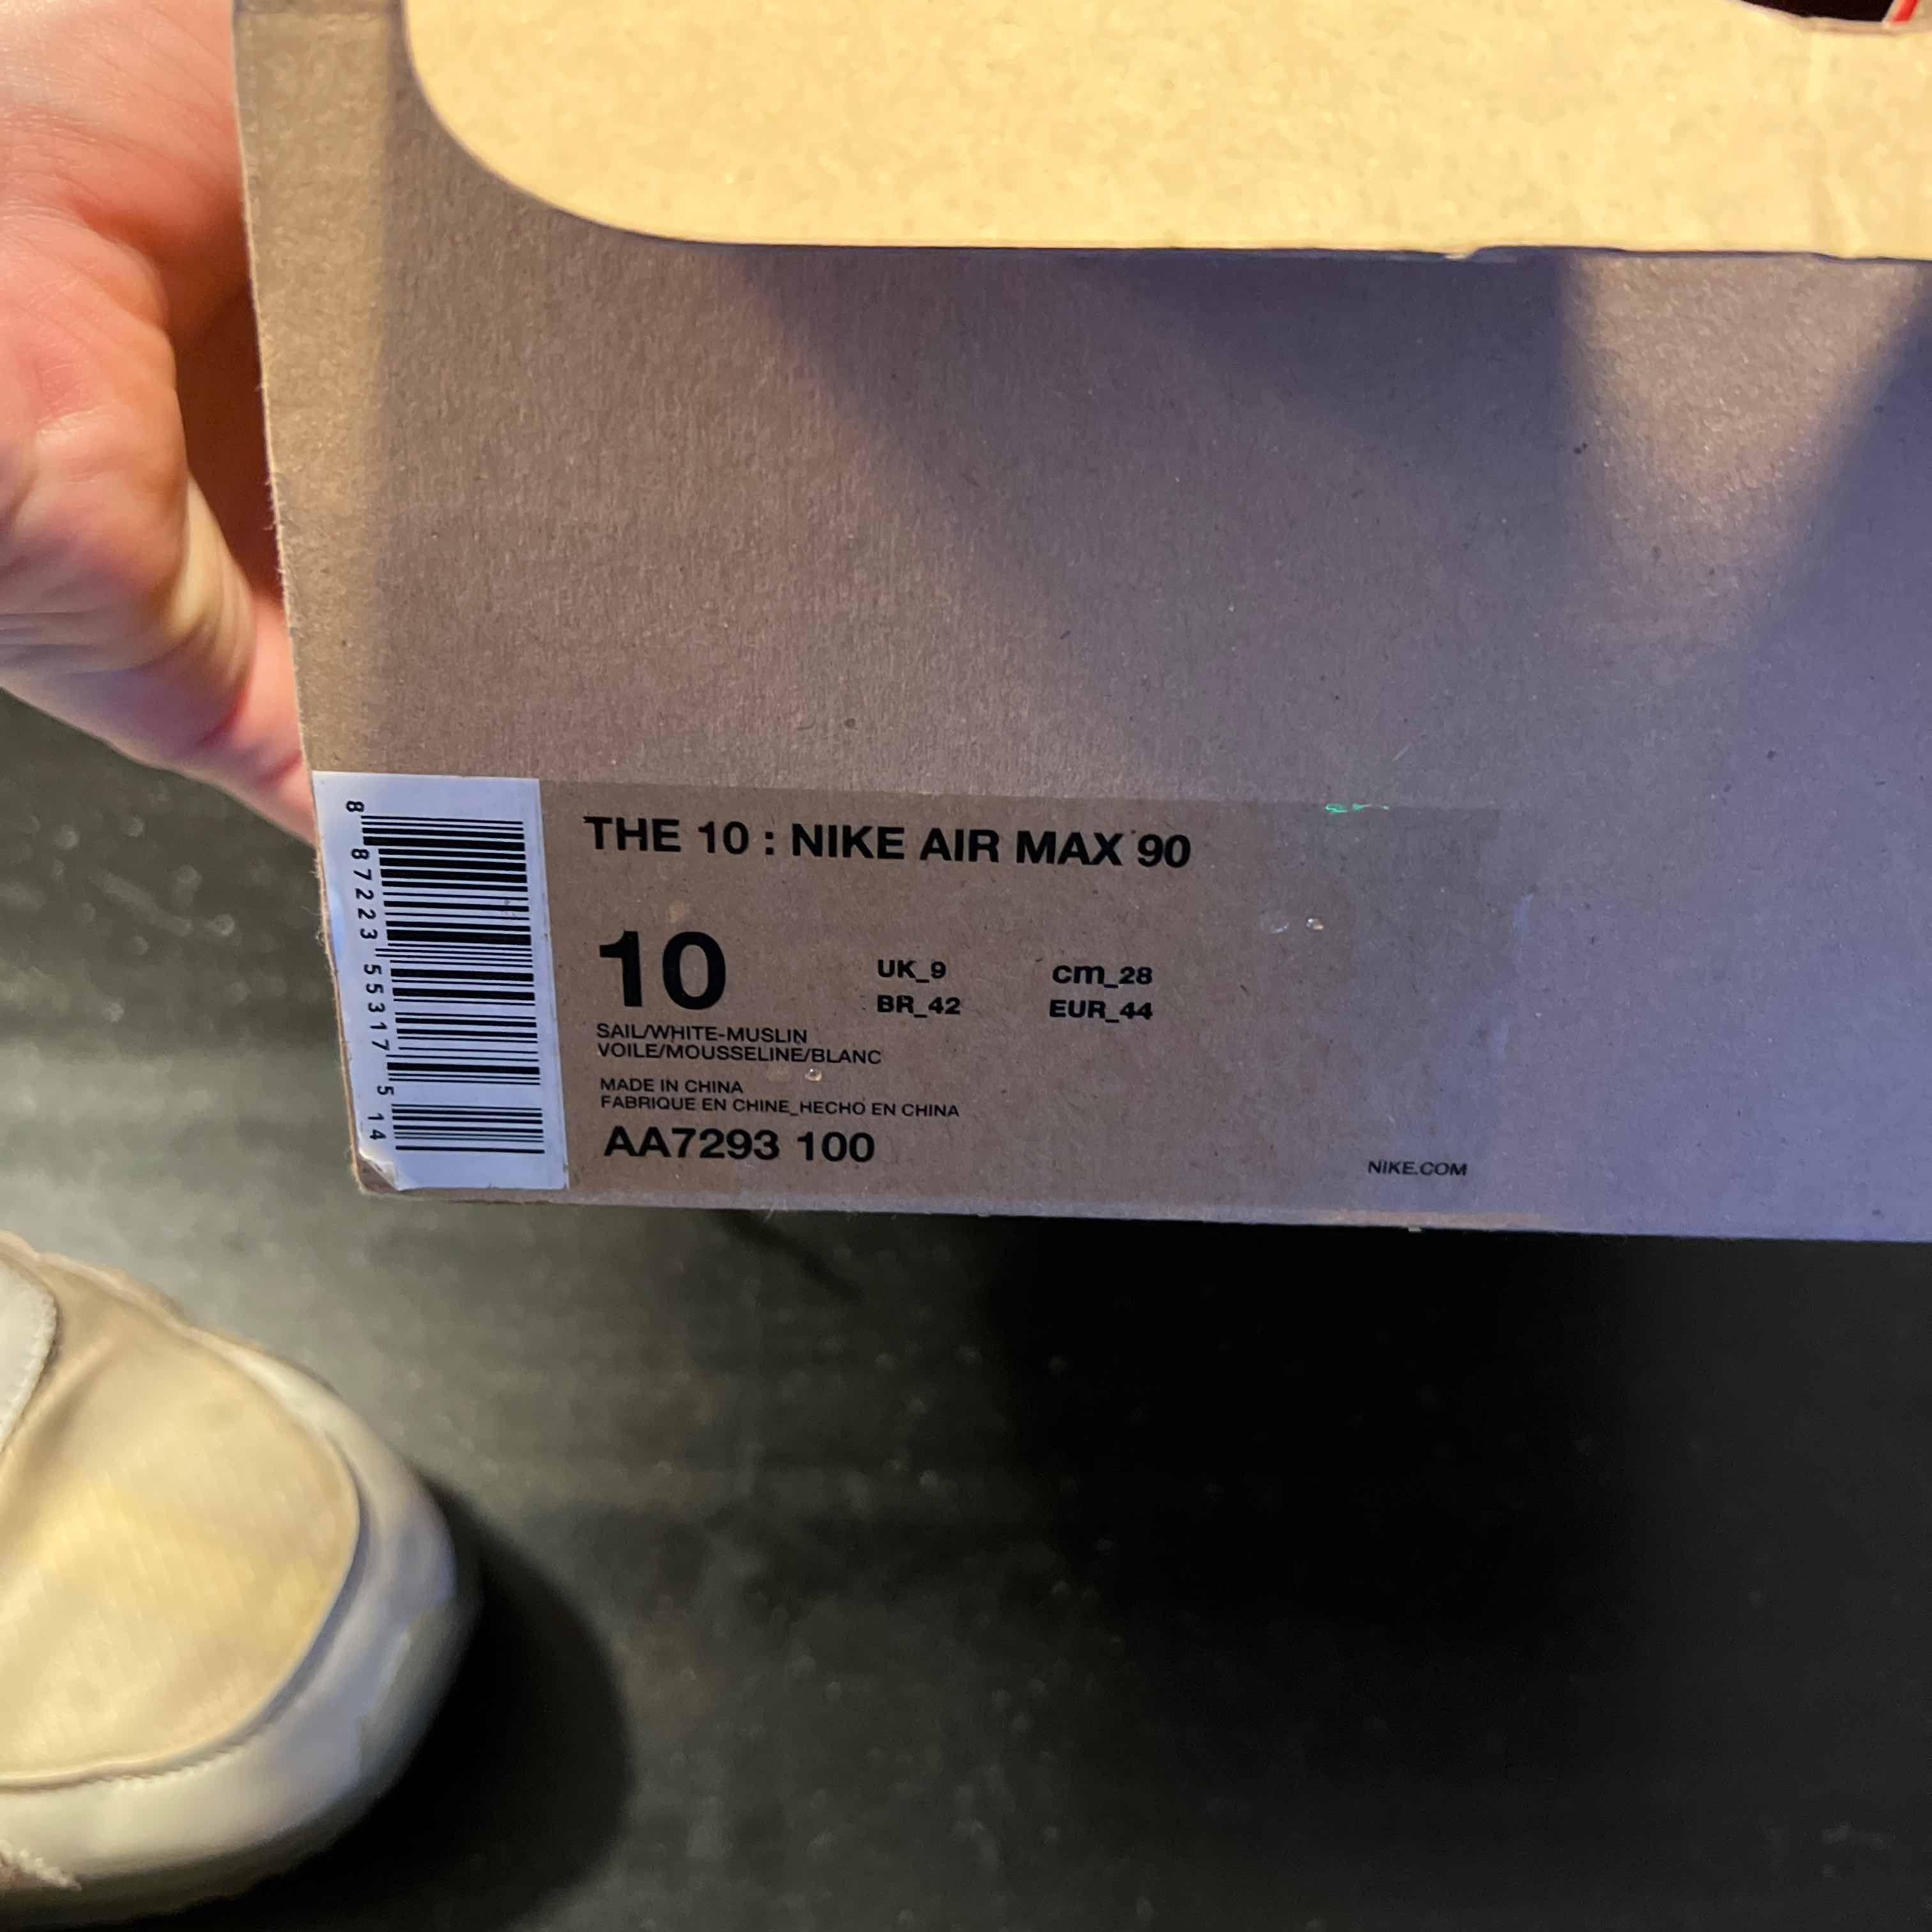 THE 10 : NIKE AIR MAX 90
10
UK_9 cm_28
BR_42 EUR_44
SAIL/WHITE-MUSLIN
VOILE/MOUSSELINE/BLANC
MADE IN CHINA
FABRIQUE EN CHINE_HECHO EN CHINA
AA7293 100
NIKE.COM
8 87223 55317 5 14